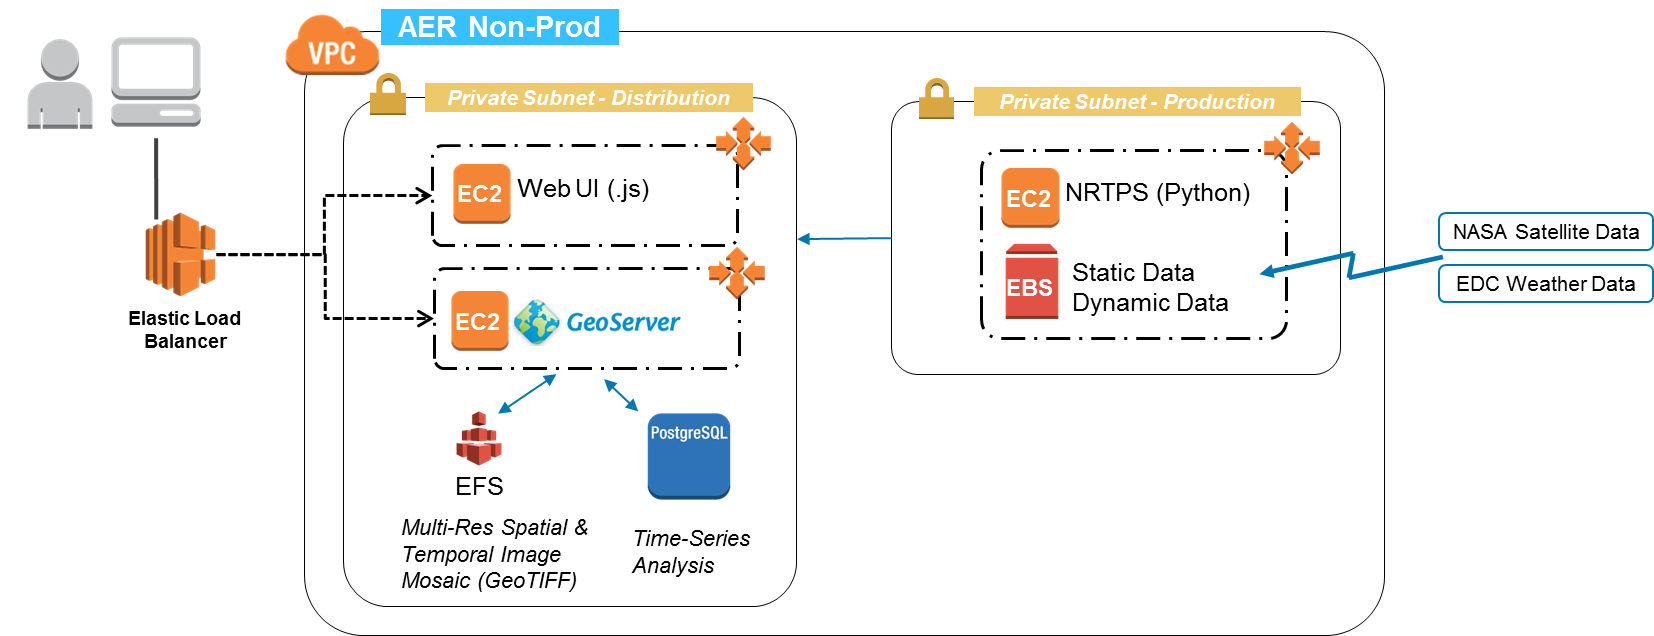 AER Non-Prod
VPC
Private Subnet - Distribution
Private Subnet - Production
EC2
Web UI (.js)
EC2
NRTPS (Python)
NASA Satellite Data
EBS
Static Data
Dynamic Data
EDC Weather Data
Elastic Load
Balancer
EC2
GeoServer
PostgreSQL
EFS
Multi-Res Spatial &
Temporal Image
Mosaic (GeoTIFF)
Time-Series
Analysis